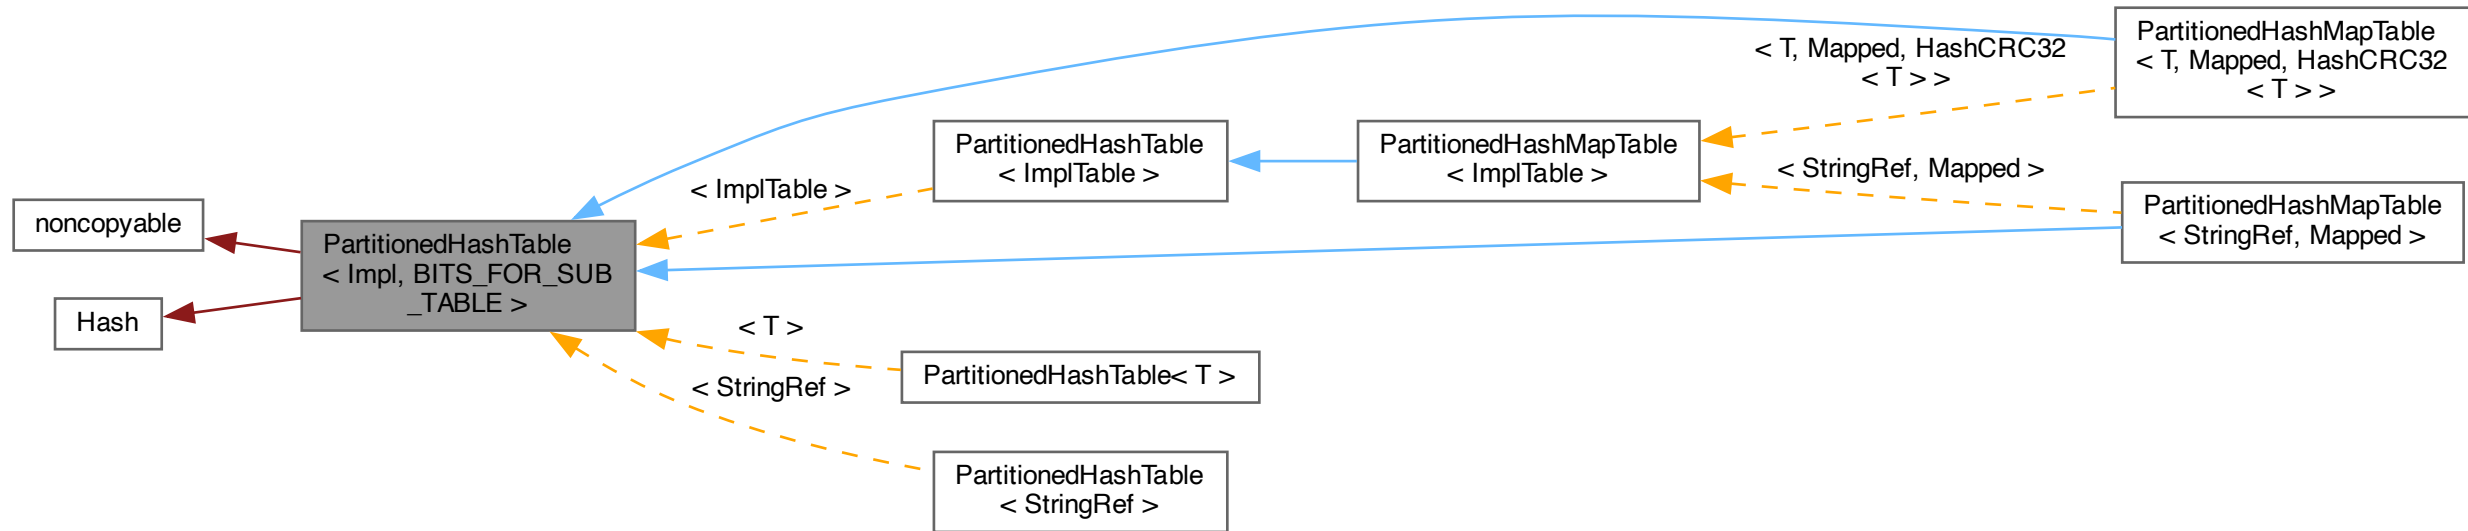 noncopyable
Hash
PartitionedHashTable
< Impl, BITS_FOR_SUB
_TABLE >
< ImplTable >
< T >
< StringRef >
PartitionedHashTable
< ImplTable >
PartitionedHashTable< T >
PartitionedHashTable
< StringRef >
PartitionedHashMapTable
< ImplTable >
< T, Mapped, HashCRC32
< T > >
< StringRef, Mapped >
PartitionedHashMapTable
< T, Mapped, HashCRC32
< T > >
PartitionedHashMapTable
< StringRef, Mapped >